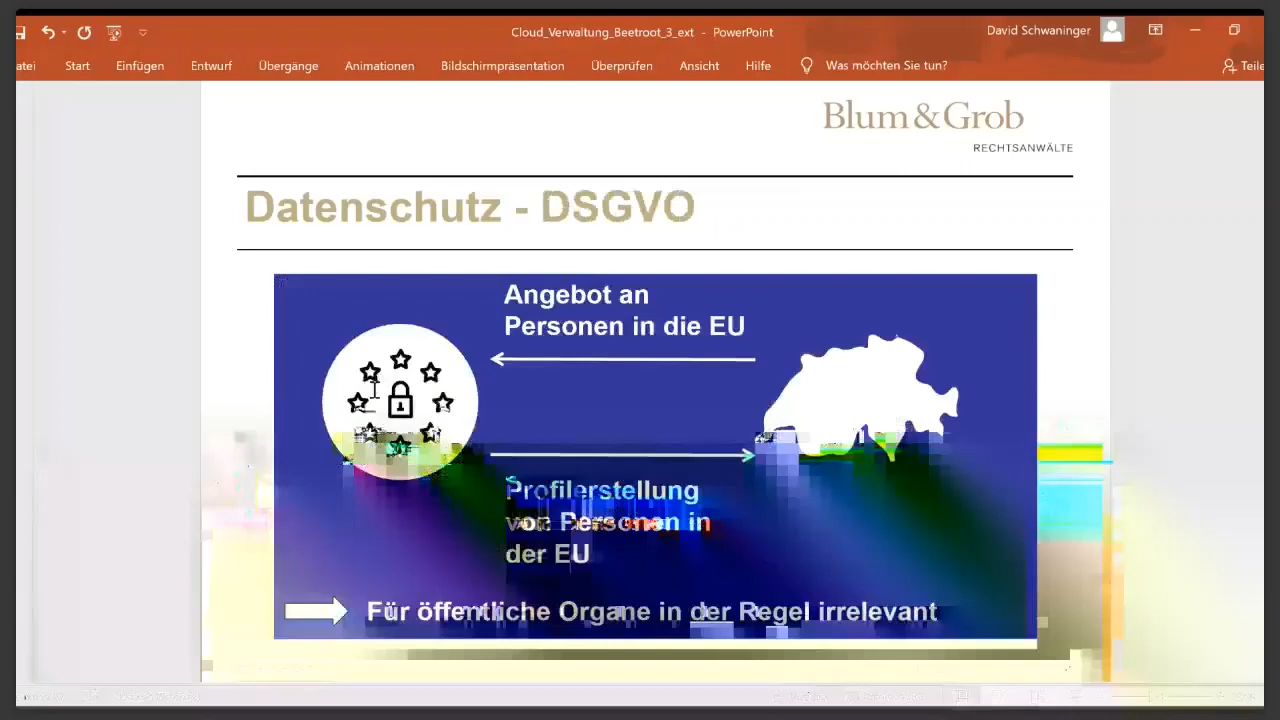 Cloud_Verwaltung_Beetroot_3_ext - PowerPoint
David Schwaninger
atei Start Einfügen Entwurf Übergänge Animationen Bildschirmpräsentation Überprüfen Ansicht Hilfe Was möchten Sie tun? Teile
Blum & Grob
RECHTSANWÄLTE
Datenschutz - DSGVO
Angebot an
Personen in die EU
Profilerstellung
von Personen in
der EU
Für öffentliche Organe in der Regel irrelevant